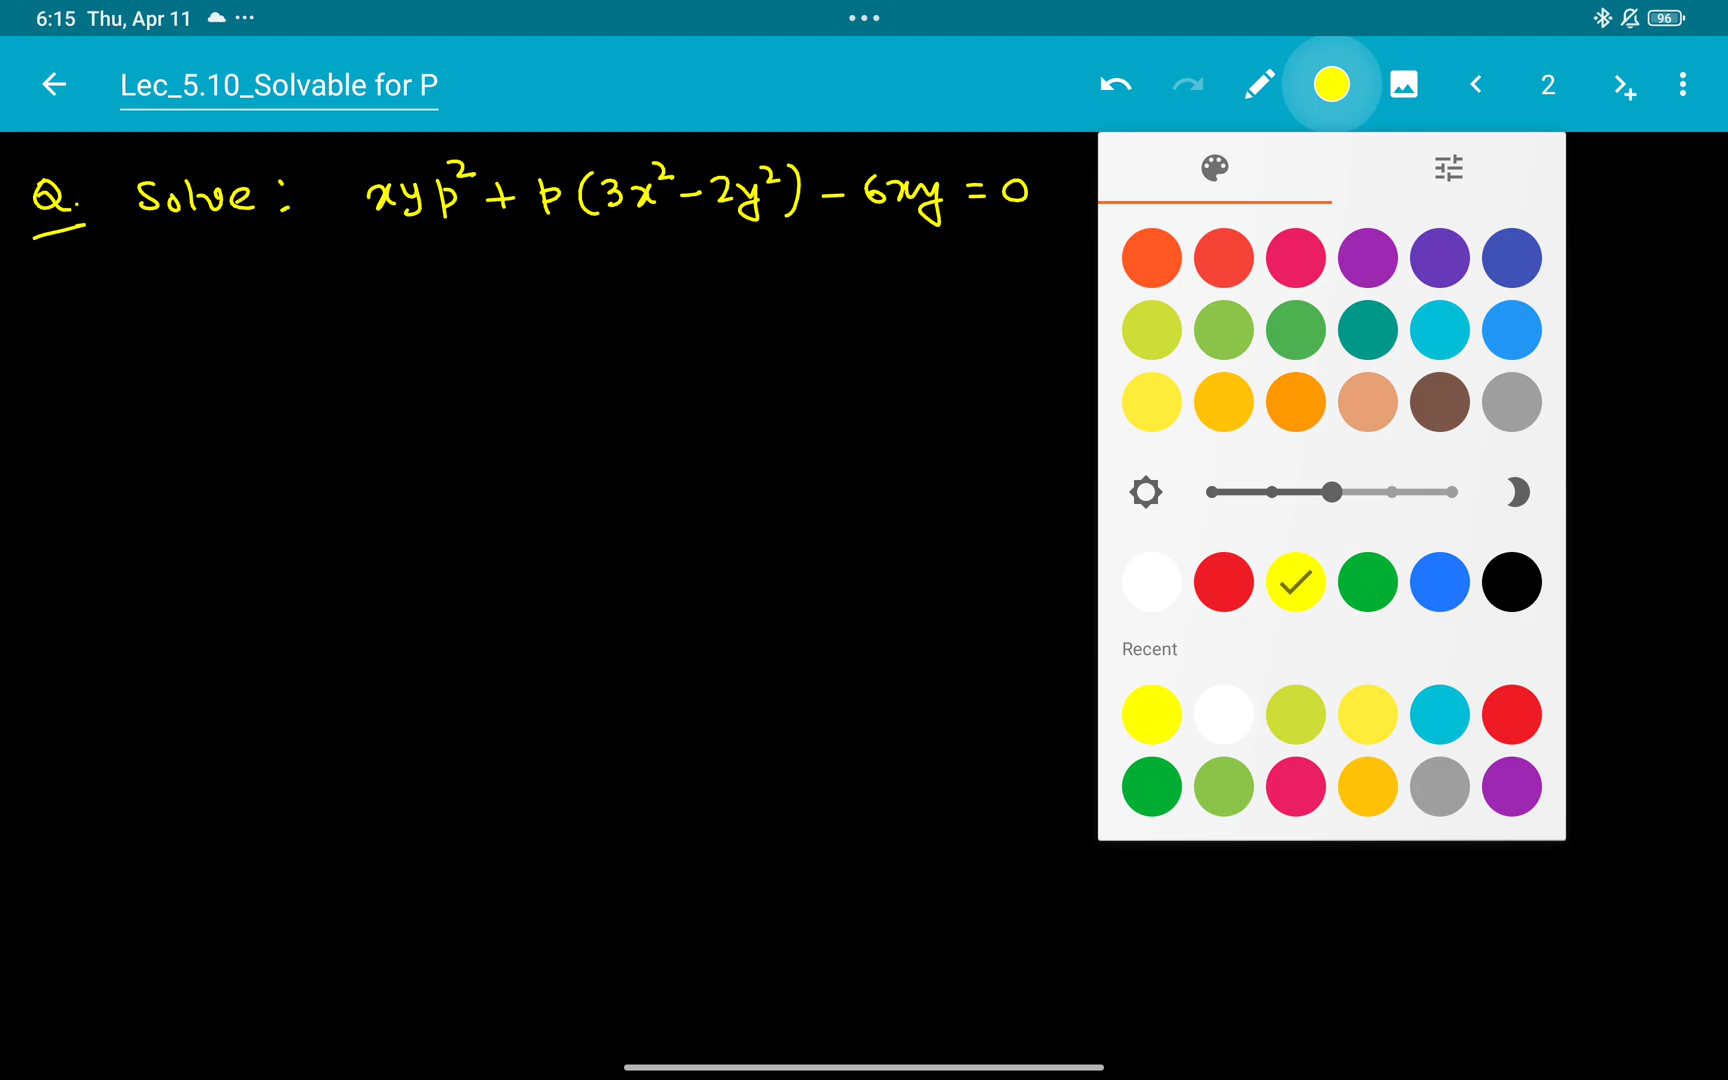 6:15 Thu, Apr 11
96
Lec_5.10_Solvable for P
2
Q. Solve : xyp² + p(3x² - 2y²) - 6xy = 0
Recent